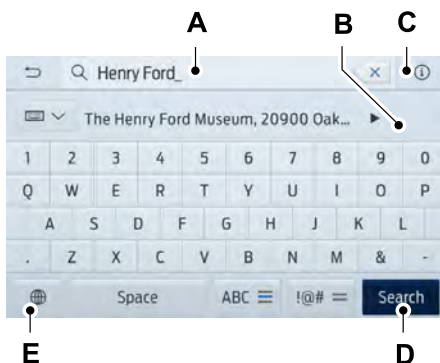 A
B
C
Henry Ford_
The Henry Ford Museum, 20900 Oak...
1 2 3 4 5 6 7 8 9 0
Q W E R T Y U I O P
A S D F G H J K L
. Z X C V B N M & -
Space ABC !@# Search
E
D